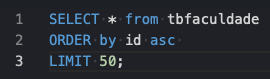 1 SELECT * from tbfaculdade
2 ORDER by id asc
3 LIMIT 50;